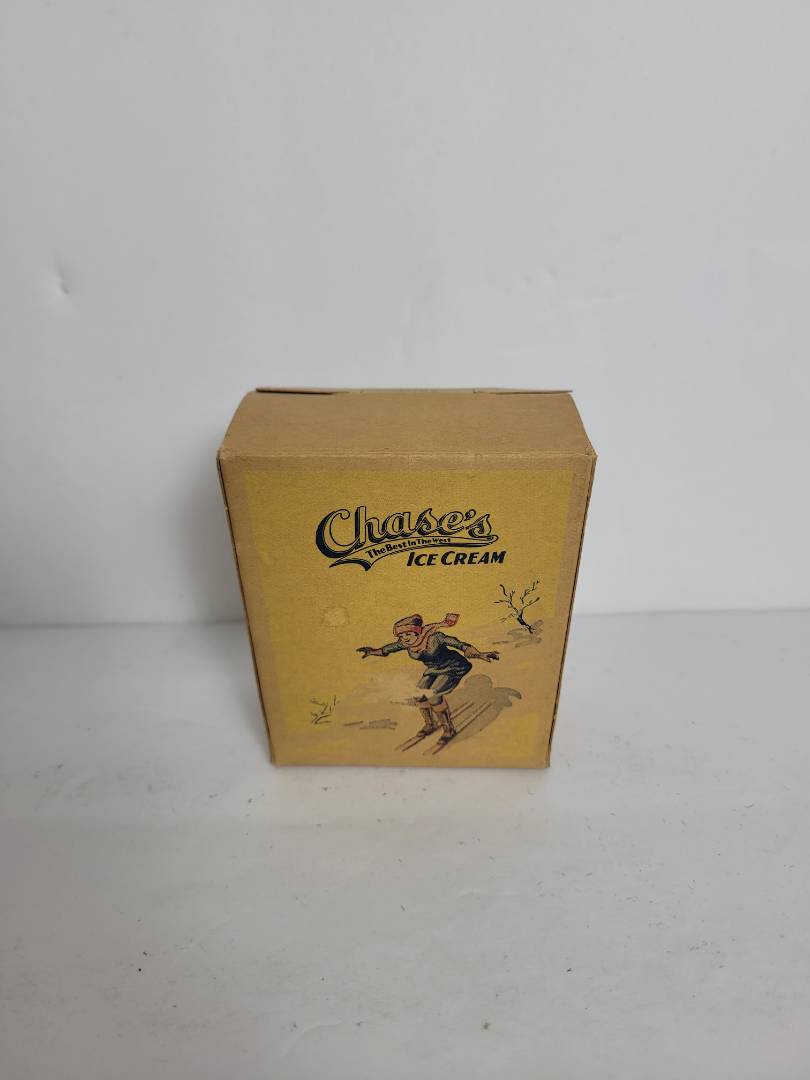 Chase's
The Best In The West
ICE CREAM